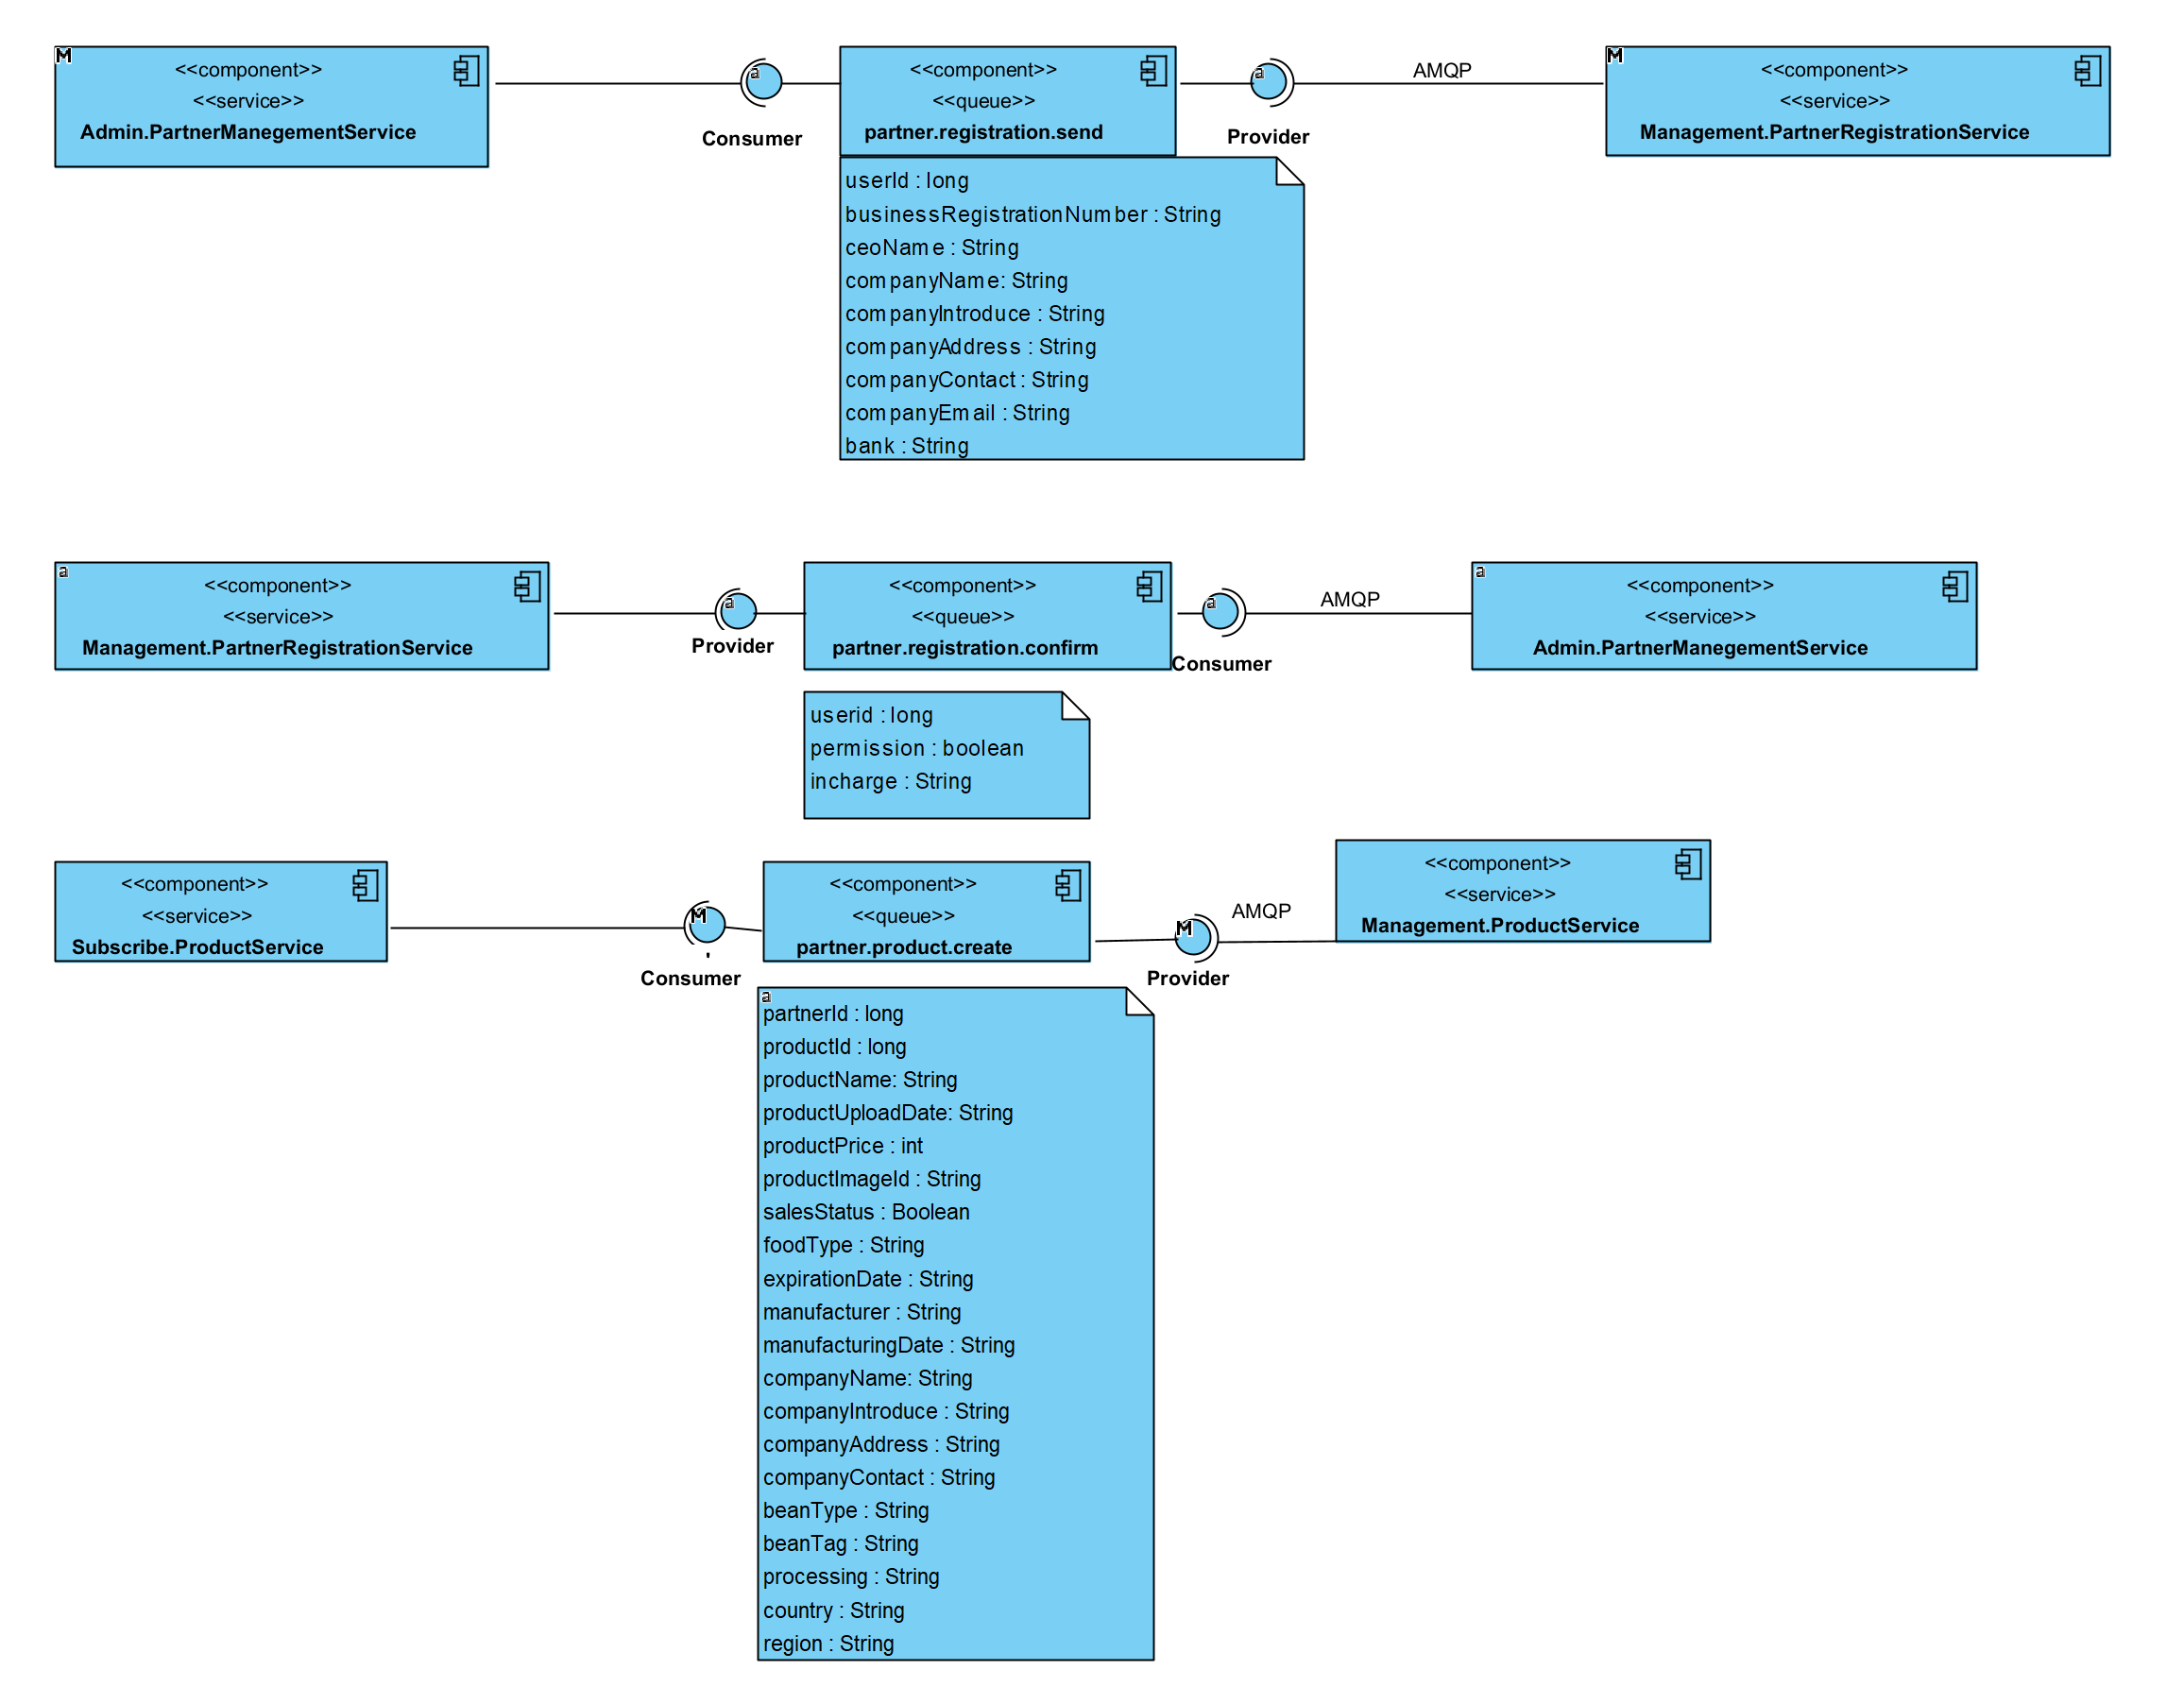 M
<<component>>
<<service>>
Admin.PartnerManegementService
a
Consumer
<<component>>
<<queue>>
partner.registration.send
a
Provider
AMQP
M
<<component>>
<<service>>
Management.PartnerRegistrationService
userId : long
businessRegistrationNumber : String
ceoName : String
companyName: String
companyIntroduce : String
companyAddress : String
companyContact : String
companyEmail : String
bank : String
a
<<component>>
<<service>>
Management.PartnerRegistrationService
a
Provider
<<component>>
<<queue>>
partner.registration.confirm
a
Consumer
AMQP
a
<<component>>
<<service>>
Admin.PartnerManegementService
userid : long
permission : boolean
incharge : String
<<component>>
<<service>>
Subscribe.ProductService
M
'
Consumer
<<component>>
<<queue>>
partner.product.create
M
Provider
AMQP
<<component>>
<<service>>
Management.ProductService
a
partnerId : long
productId : long
productName: String
productUploadDate: String
productPrice : int
productImageId : String
salesStatus : Boolean
foodType : String
expirationDate : String
manufacturer : String
manufacturingDate : String
companyName: String
companyIntroduce : String
companyAddress : String
companyContact : String
beanType : String
beanTag : String
processing : String
country : String
region : String